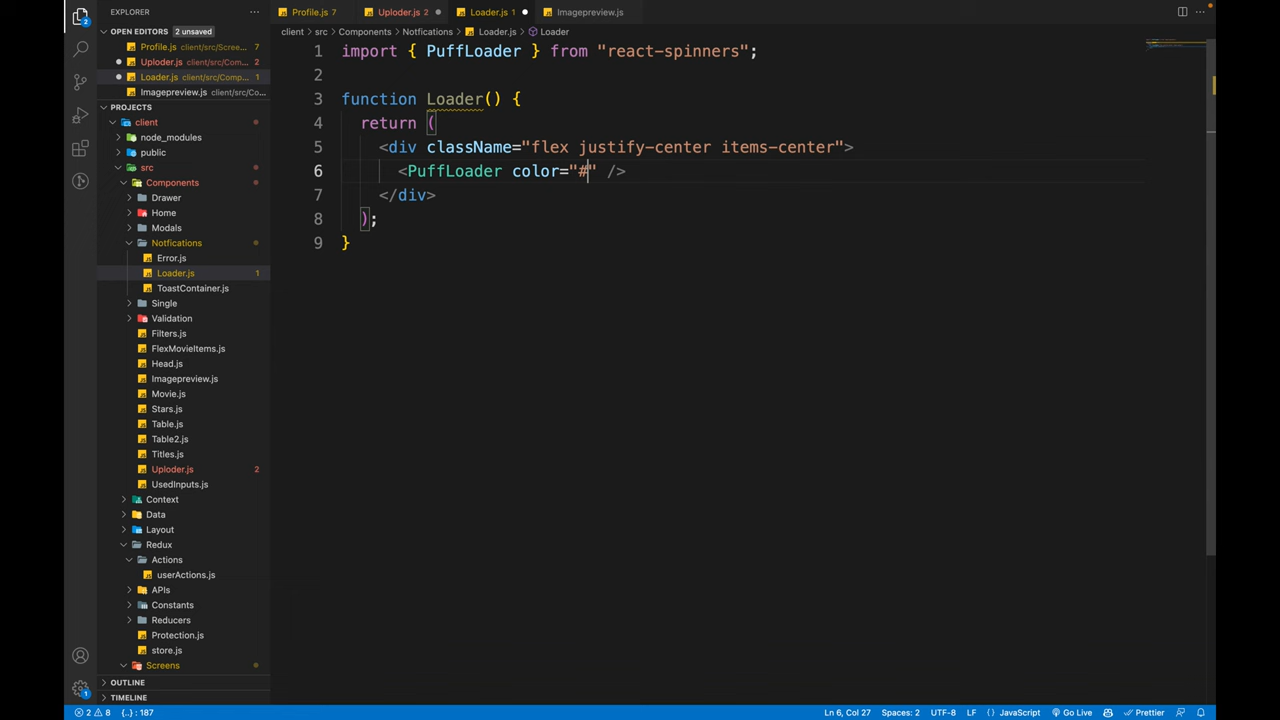 EXPLORER
Profile.js 7
Uploder.js 2
Loader.js 1
Imagepreview.js
OPEN EDITORS 2 unsaved
client src Components Notfications Loader.js Loader
Profile.js client/src/Scree... 7
Uploder.js client/src/Com... 2
Loader.js client/src/Comp... 1
Imagepreview.js client/src/Co...
PROJECTS
client
node_modules
public
src
Components
Drawer
Home
Modals
Notfications
Error.js
Loader.js 1
ToastContainer.js
Single
Validation
Filters.js
FlexMovieItems.js
Head.js
Imagepreview.js
Movie.js
Stars.js
Table.js
Table2.js
Titles.js
Uploder.js 2
UsedInputs.js
Context
Data
Layout
Redux
Actions
userActions.js
APIs
Constants
Reducers
Protection.js
store.js
Screens
OUTLINE
TIMELINE
1 import { PuffLoader } from "react-spinners";
2
3 function Loader() {
4 return (
5 <div className="flex justify-center items-center">
6 <PuffLoader color="#" />
7 </div>
8 );
9 }
2
1
2 8 {..} : 187
Ln 6, Col 27 Spaces: 2 UTF-8 LF {} JavaScript Go Live Prettier